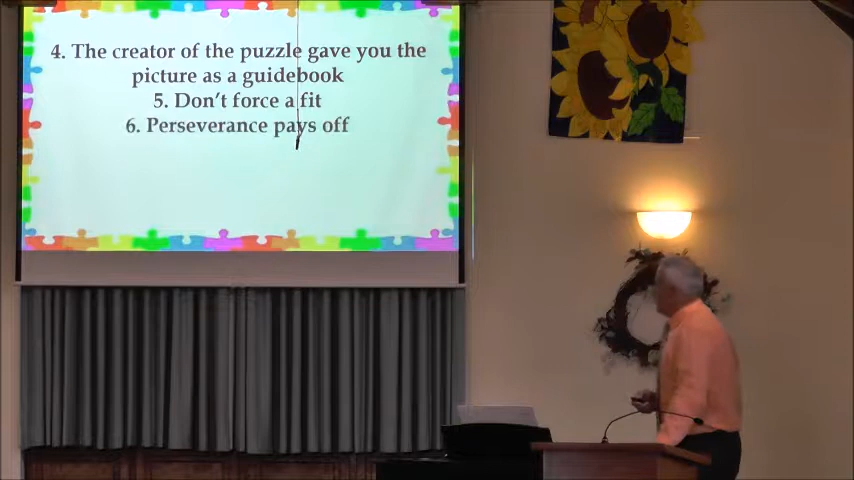 4. The creator of the puzzle gave you the
picture as a guidebook
5. Don't force a fit
6. Perseverance pays off